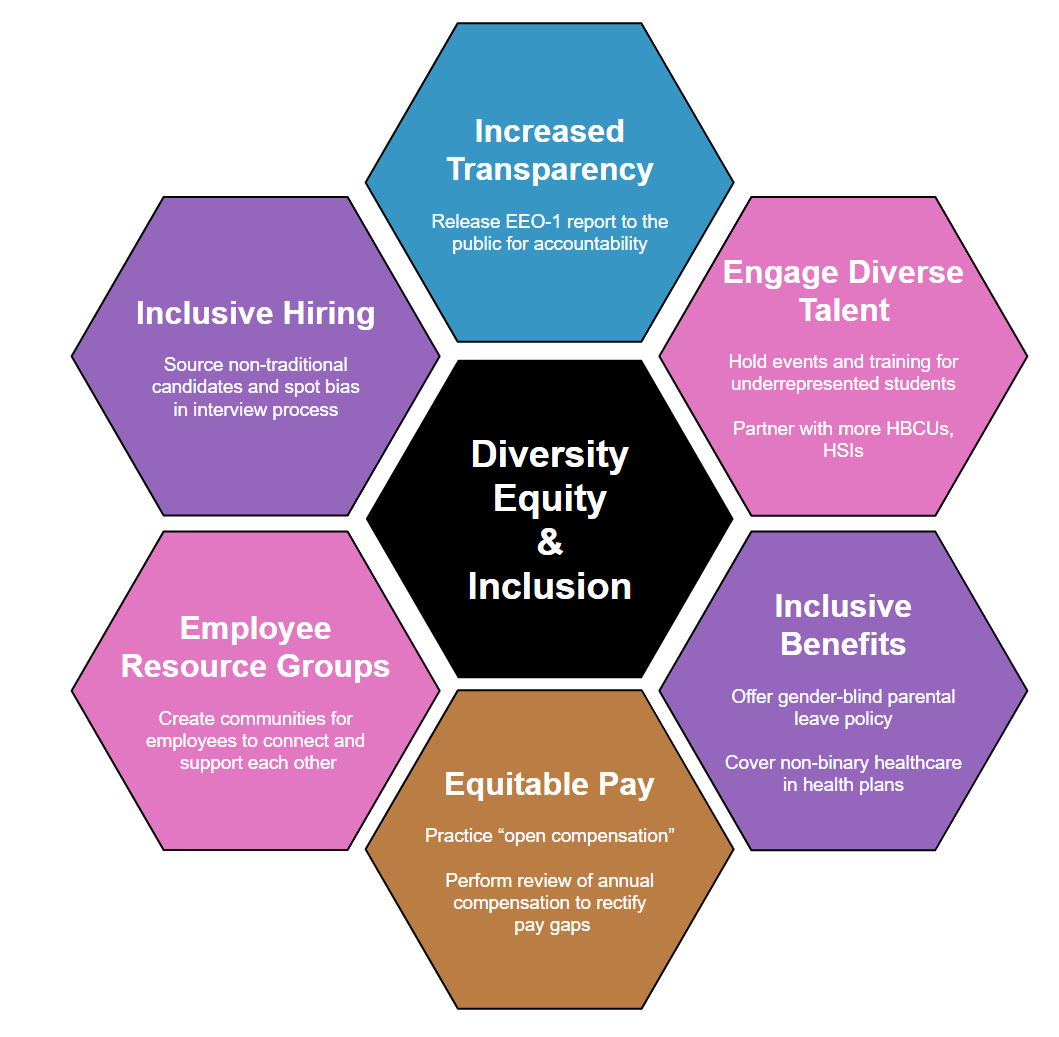 Increased
Transparency
Release EEO-1 report to the
public for accountability
Engage Diverse
Talent
Hold events and training for
underrepresented students
Partner with more HBCUs,
HSIs
Inclusive Hiring
Source non-traditional
candidates and spot bias
in interview process
Diversity
Equity
&
Inclusion
Employee
Resource Groups
Create communities for
employees to connect and
support each other
Inclusive
Benefits
Offer gender-blind parental
leave policy
Cover non-binary healthcare
in health plans
Equitable Pay
Practice “open compensation”
Perform review of annual
compensation to rectify
pay gaps